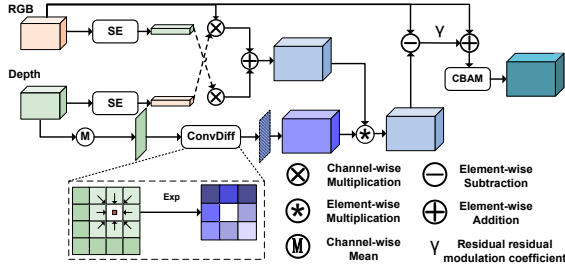 RGB
SE
γ
Depth
CBAM
SE
M
ConvDiff
Exp
Channel-wise
Multiplication
Element-wise
Subtraction
Element-wise
Multiplication
Element-wise
Addition
M
Channel-wise
Mean
γ
Residual residual
modulation coefficient